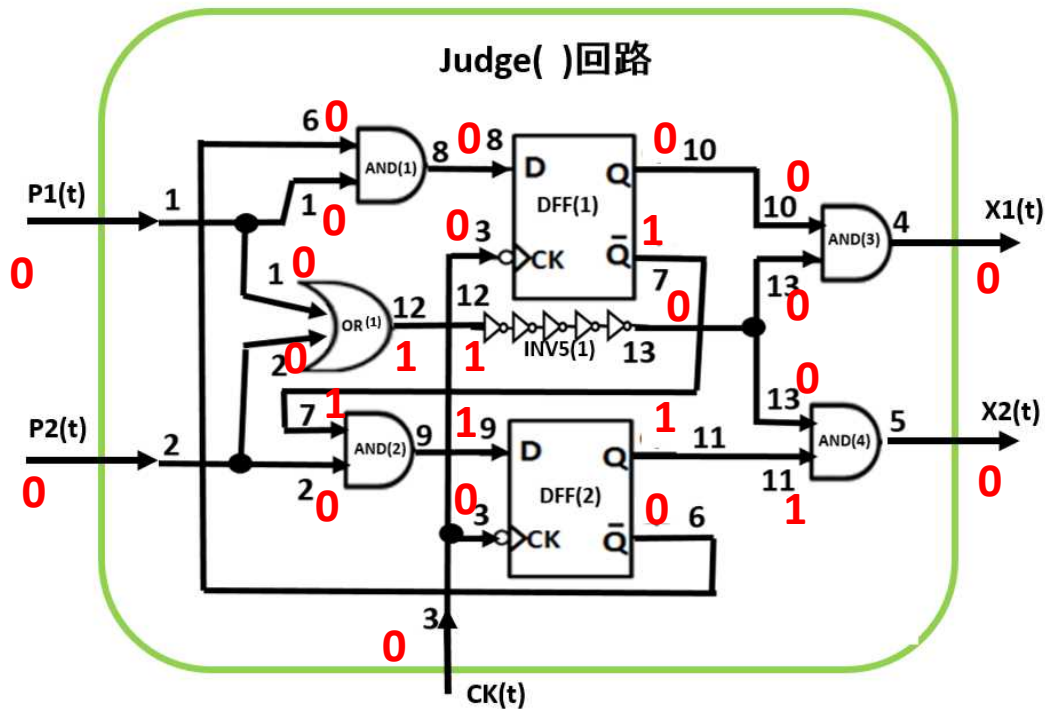 Judge( )回路
6 0
AND(1)
8 0 8
D
Q
0 10
0
P1(t)
1
1 0
DFF(1)
10
AND(3)
4
X1(t)
0
0 3
CK
Q̄
1
7
1 0
13 0
0
OR(1)
12
12
INV5(1)
0
13
2 0
1
1
0
13
7 1
P2(t)
2
AND(2)
9
1 9
D
Q
1
11
AND(4)
5
X2(t)
0
2 0
0 3
DFF(2)
CK
Q̄
0 6
11
1
0
3
0
CK(t)